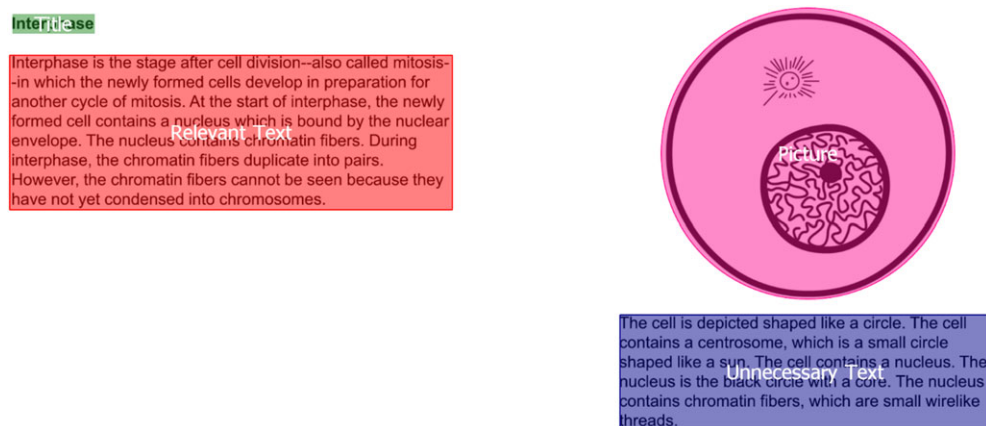 Interphase
Title
Interphase is the stage after cell division--also called mitosis-
-in which the newly formed cells develop in preparation for
another cycle of mitosis. At the start of interphase, the newly
formed cell contains a nucleus which is bound by the nuclear
envelope. The nucleus contains chromatin fibers. During
Relevant Text
interphase, the chromatin fibers duplicate into pairs.
However, the chromatin fibers cannot be seen because they
have not yet condensed into chromosomes.
Picture
The cell is depicted shaped like a circle. The cell
contains a centrosome, which is a small circle
shaped like a sun. The cell contains a nucleus. The
nucleus is the black circle with a core. The nucleus
Unnecessary Text
contains chromatin fibers, which are small wirelike
threads.